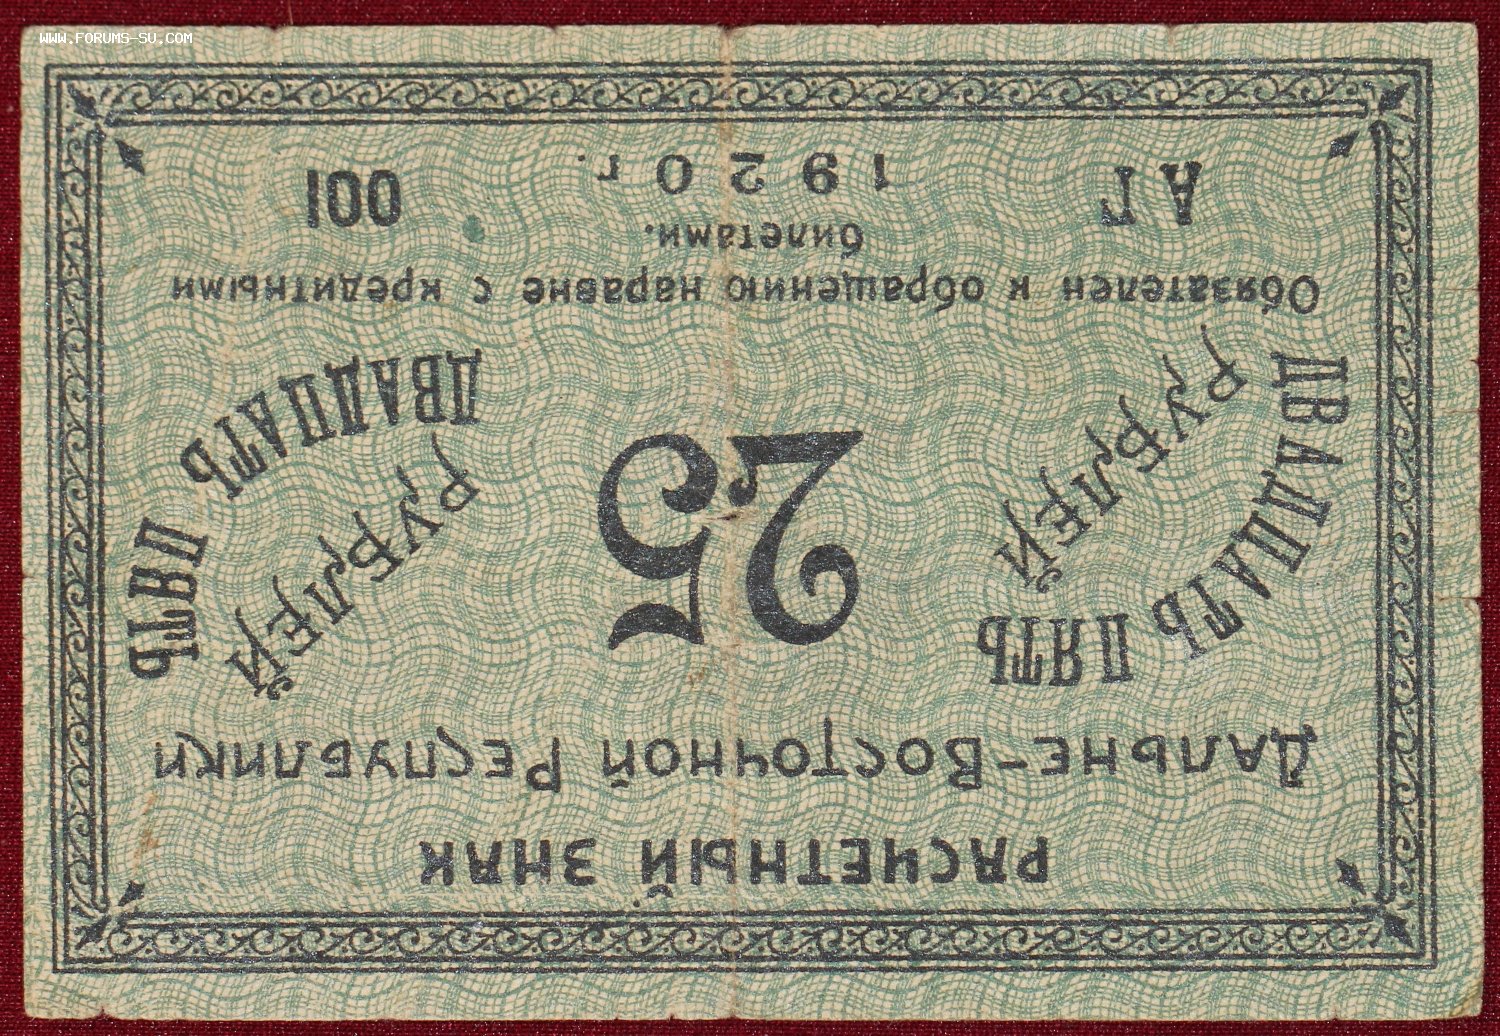 WWW.FORUMS-SU.COM
РАСЧЕТНЫЙ ЗНАК
ДАЛЬНЕ-ВОСТОЧНОЙ РЕСПУБЛИКИ
ДВАДЦАТЬ ПЯТЬ
РУБЛЕЙ
25
ДВАДЦАТЬ ПЯТЬ
РУБЛЕЙ
Обязателен к обращению наравне с кредитными
билетами.
АГ 1920 г. 001